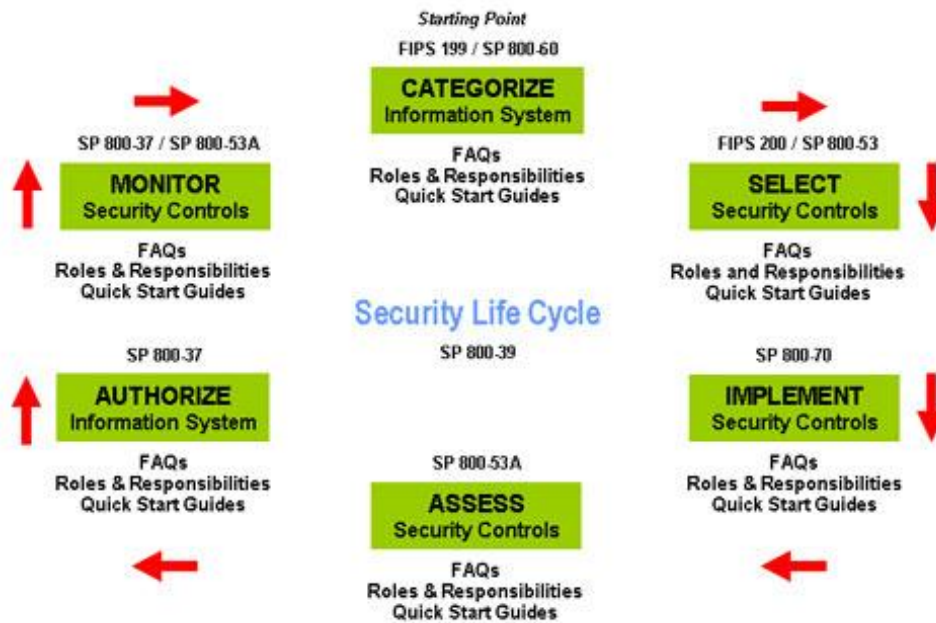 Starting Point
FIPS 199 / SP 800-60
CATEGORIZE
Information System
FAQs
Roles & Responsibilities
Quick Start Guides
SP 800-37 / SP 800-53A
MONITOR
Security Controls
FAQs
Roles & Responsibilities
Quick Start Guides
FIPS 200 / SP 800-53
SELECT
Security Controls
FAQs
Roles and Responsibilities
Quick Start Guides
Security Life Cycle
SP 800-39
SP 800-37
AUTHORIZE
Information System
FAQs
Roles & Responsibilities
Quick Start Guides
SP 800-70
IMPLEMENT
Security Controls
FAQs
Roles & Responsibilities
Quick Start Guides
SP 800-53A
ASSESS
Security Controls
FAQs
Roles & Responsibilities
Quick Start Guides